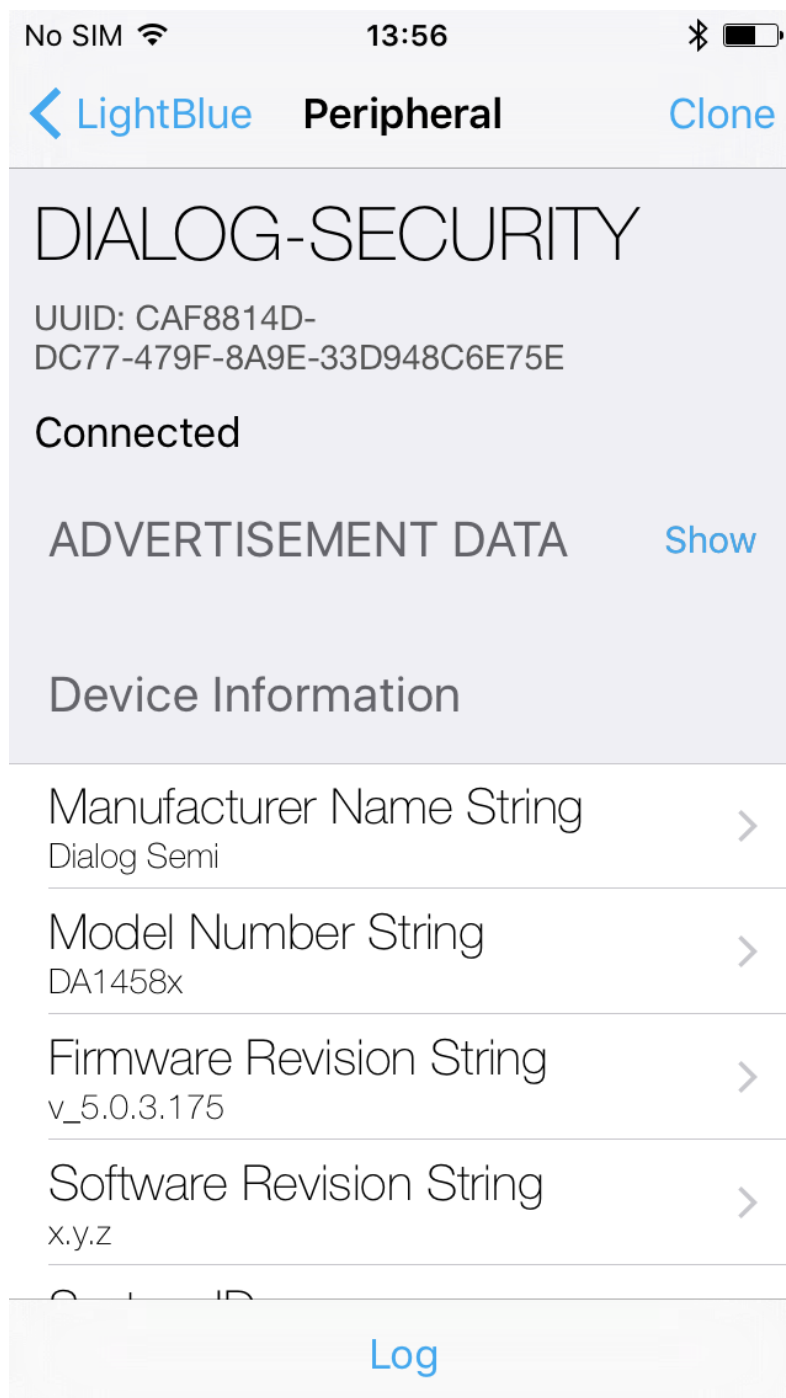 No SIM 13:56
LightBlue Peripheral Clone
DIALOG-SECURITY
UUID: CAF8814D-
DC77-479F-8A9E-33D948C6E75E
Connected
ADVERTISEMENT DATA Show
Device Information
Manufacturer Name String
Dialog Semi
Model Number String
DA1458x
Firmware Revision String
v_5.0.3.175
Software Revision String
x.y.z
Log